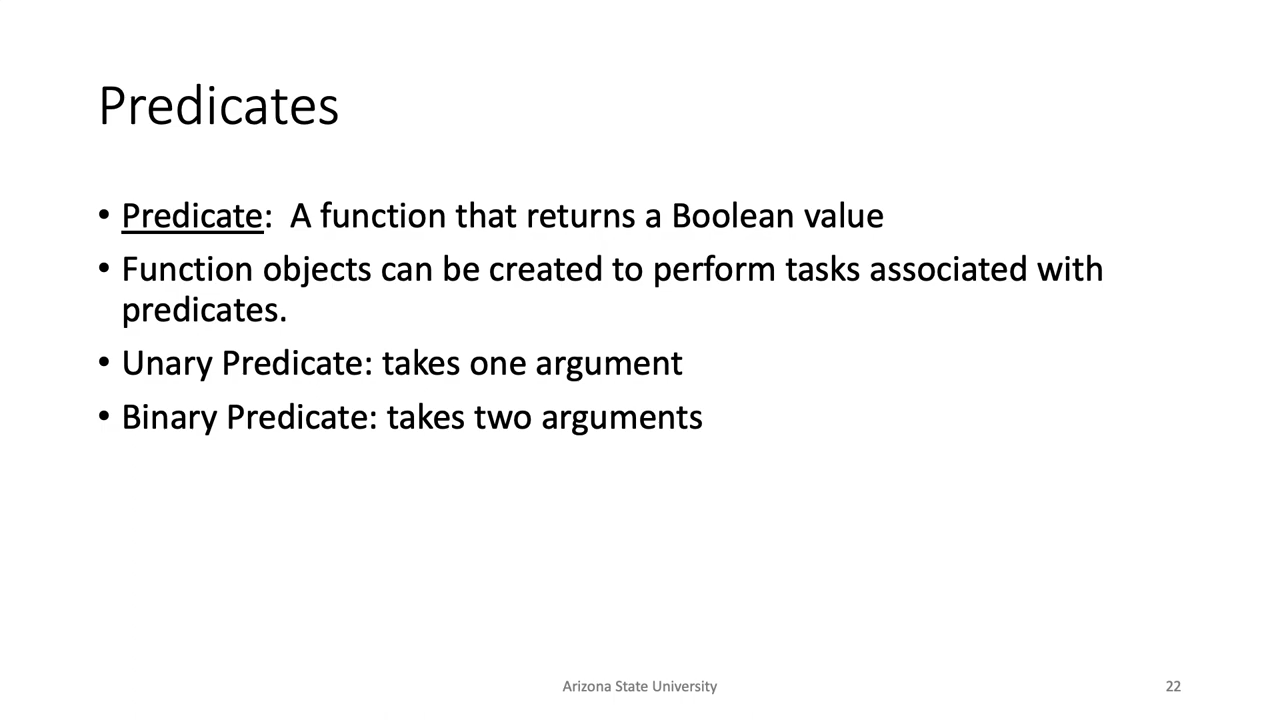 Predicates
• Predicate:  A function that returns a Boolean value
• Function objects can be created to perform tasks associated with
predicates.
• Unary Predicate: takes one argument
• Binary Predicate: takes two arguments
Arizona State University
22